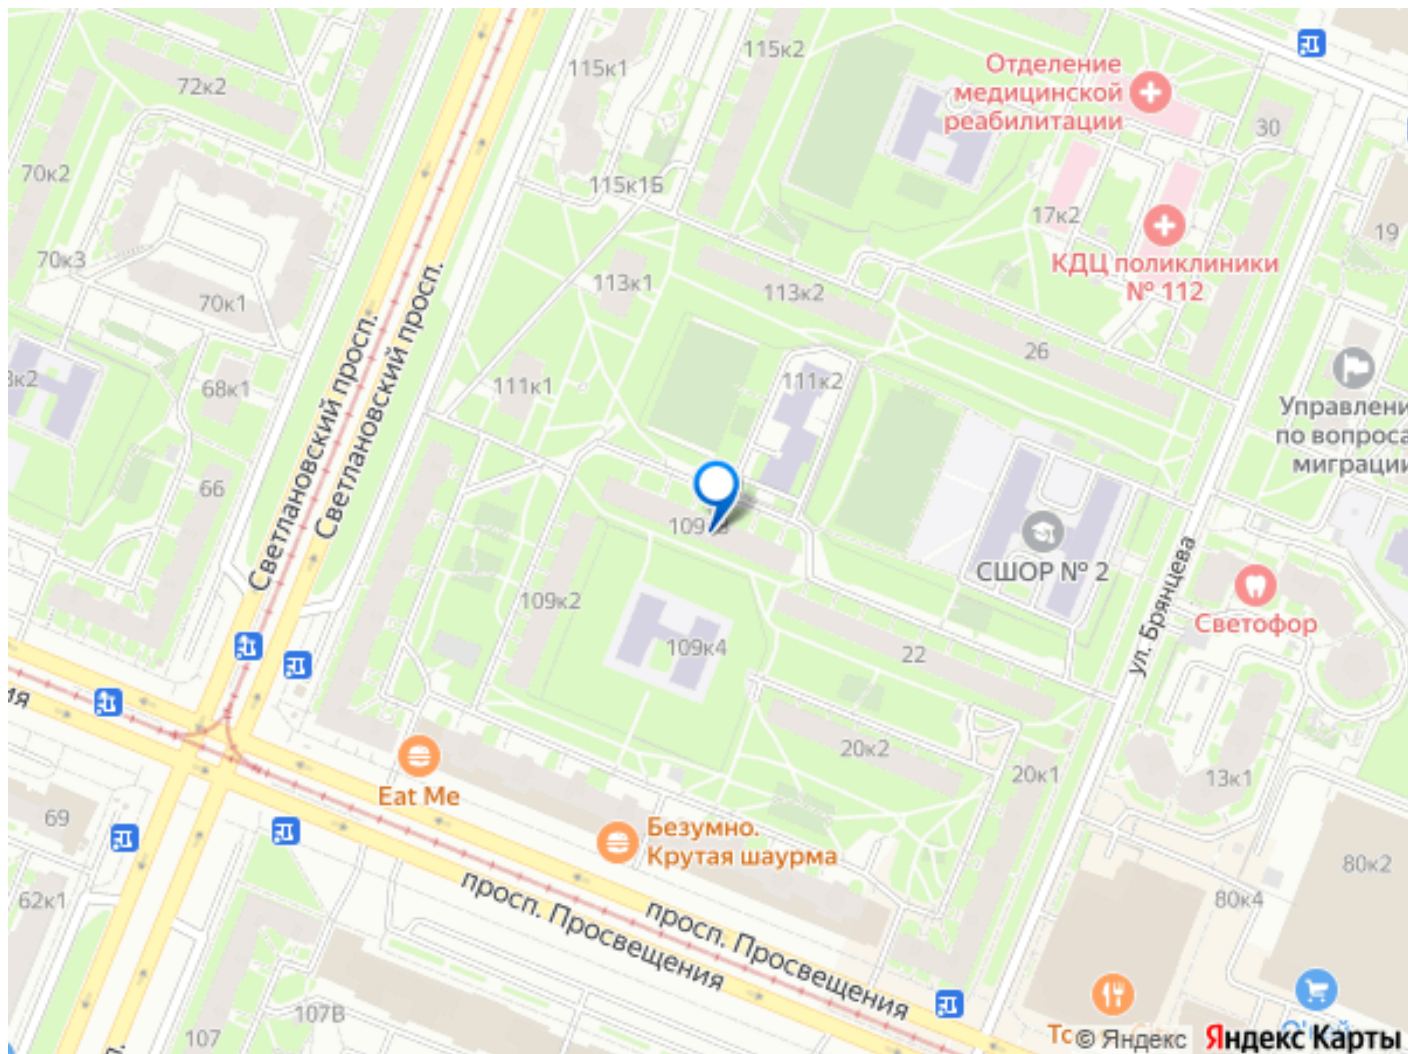 115к2
115к1
Отделение
медицинской
реабилитации
72к2
30
70к2
115к1Б
17к2
19
КДЦ поликлиники
№ 112
70к3
113к1
113к2
70к1
Светлановский просп.
Светлановский просп.
26
111к1
111к2
68к1
Управлени
по вопроса
миграции
66
СШОР № 2
ул. Брянцева
109к2
Светофор
109к4
22
20к2
20к1
13к1
Eat Me
69
Безумно.
Крутая шаурма
80к2
62к1
80к4
просп. Просвещения
просп. Просвещения
107В
107
© Яндекс
Яндекс Карты